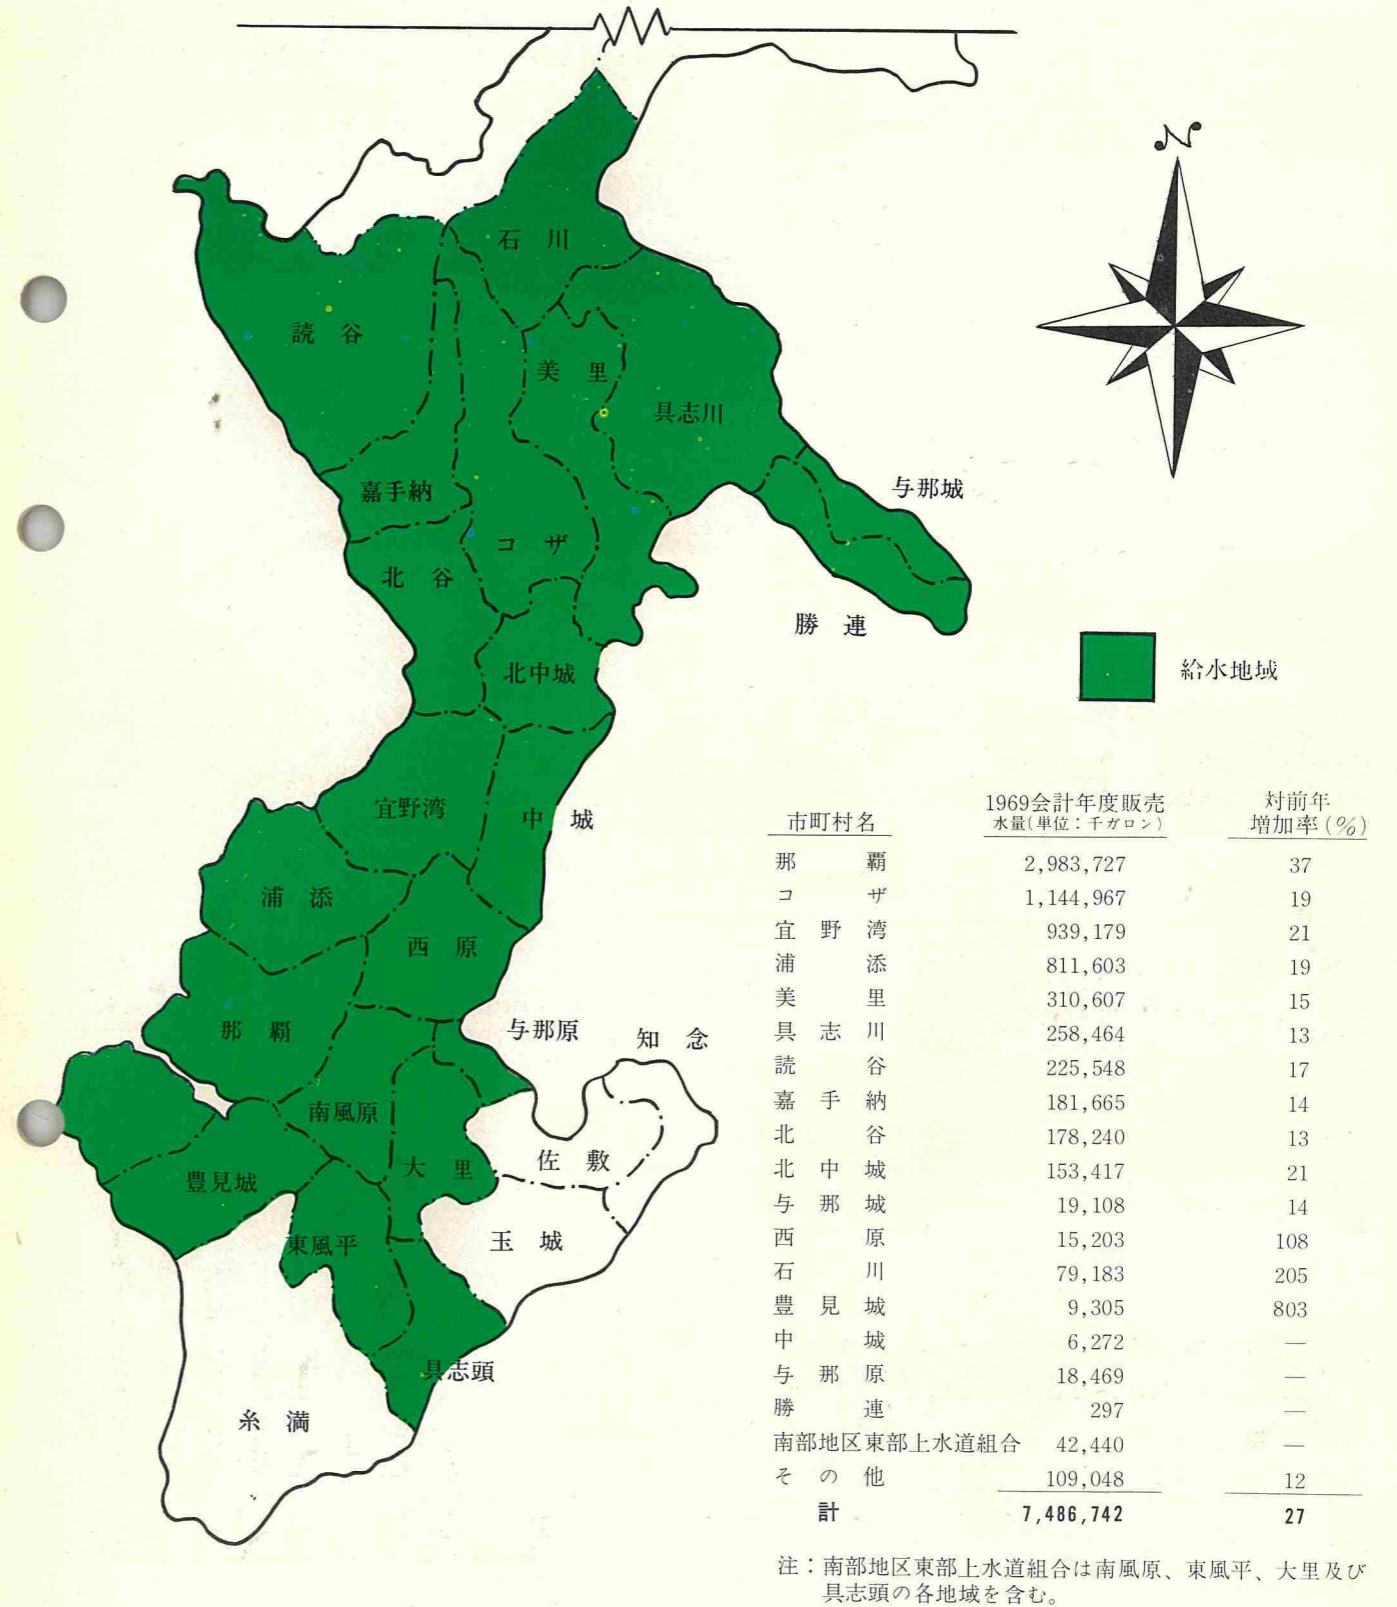 N
石川
読谷
美里
具志川
嘉手納
与那城
コザ
北谷
勝連
北中城
給水地域
宜野湾
中城
浦添
西原
那覇
与那原
知念
南風原
佐敷
大里
豊見城
東風平
玉城
具志頭
糸満
市町村名 1969会計年度販売水量(単位：千ガロン) 対前年増加率(%)
那覇 2,983,727 37
コザ 1,144,967 19
宜野湾 939,179 21
浦添 811,603 19
美里 310,607 15
具志川 258,464 13
読谷 225,548 17
嘉手納 181,665 14
北谷 178,240 13
北中城 153,417 21
与那城 19,108 14
西原 15,203 108
石川 79,183 205
豊見城 9,305 803
中城 6,272 —
与那原 18,469 —
勝連 297 —
南部地区東部上水道組合 42,440 —
その他 109,048 12
計 7,486,742 27
注：南部地区東部上水道組合は南風原、東風平、大里及び
具志頭の各地域を含む。